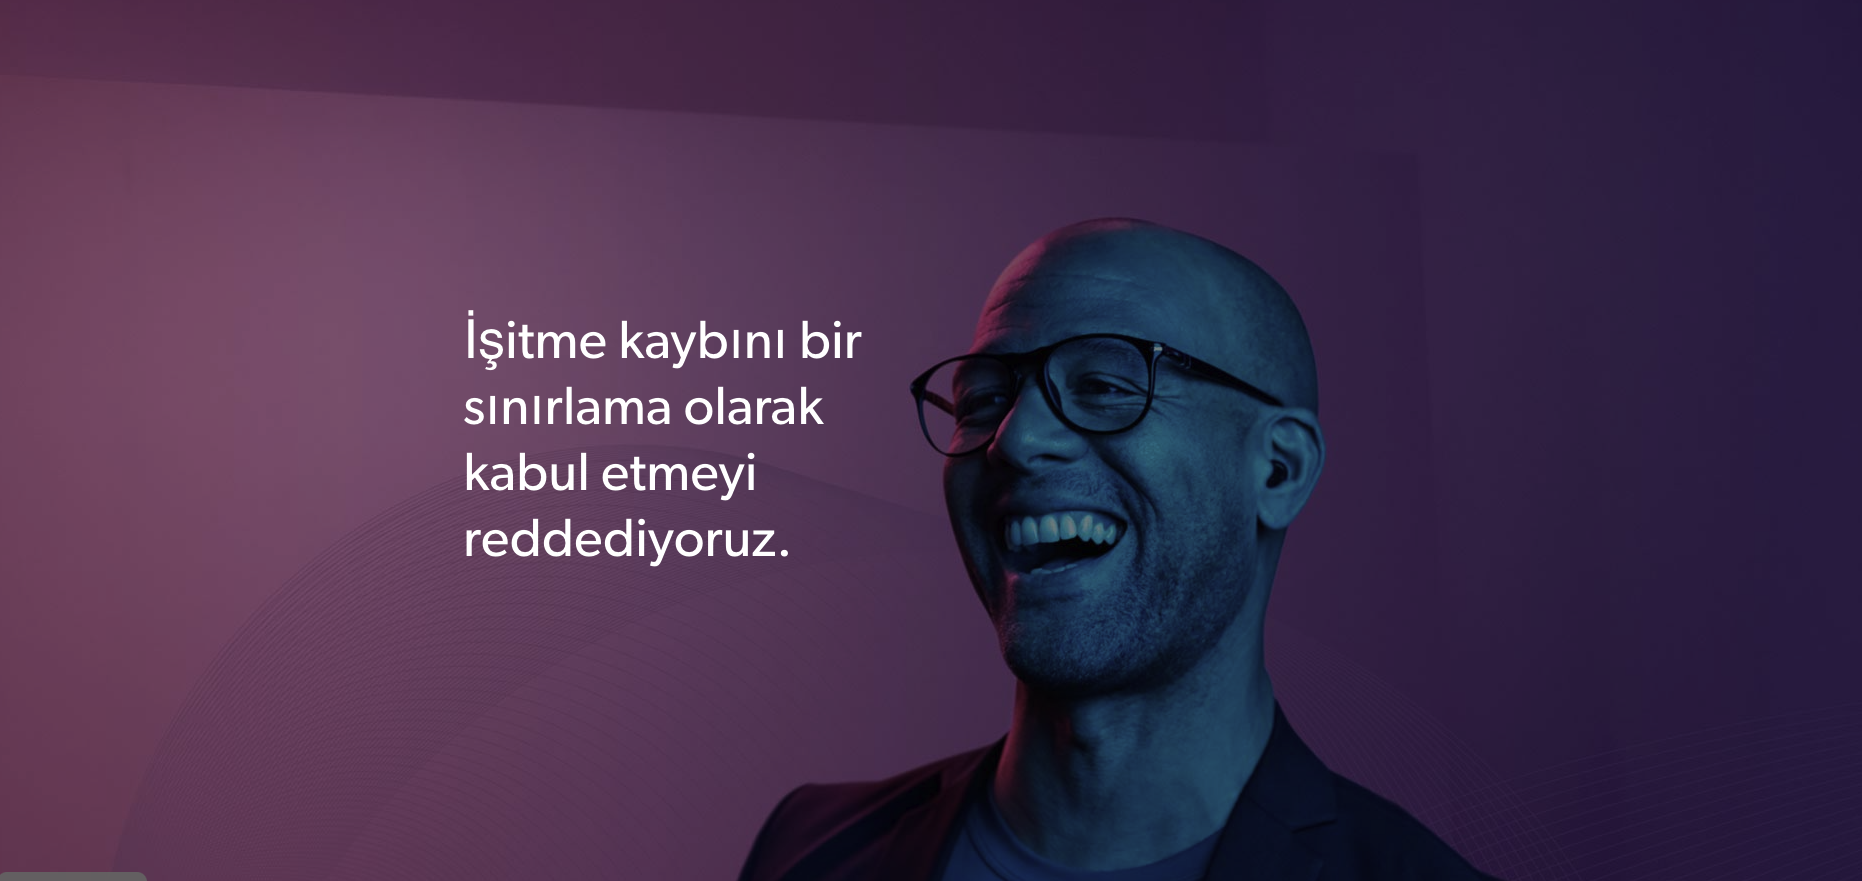 İşitme kaybını bir
sınırlama olarak
kabul etmeyi
reddediyoruz.